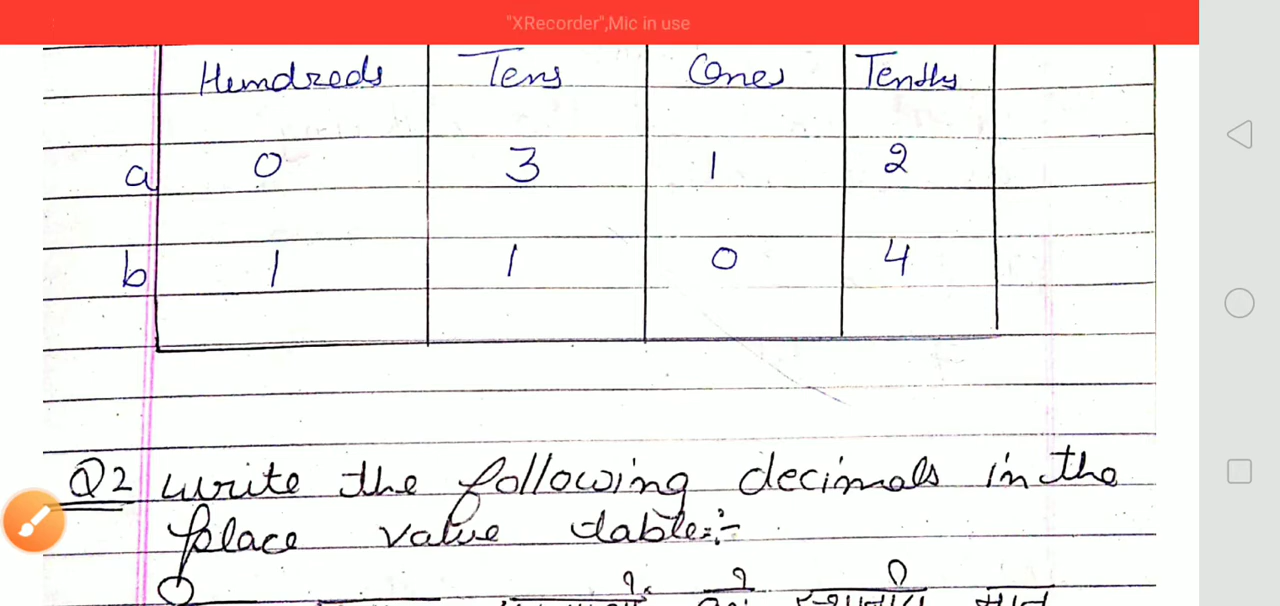 "XRecorder",Mic in use
Hundreds Tens Ones Tenths
a 0 3 1 2
b 1 1 0 4
Q2 write the following decimals in the
place value table:-